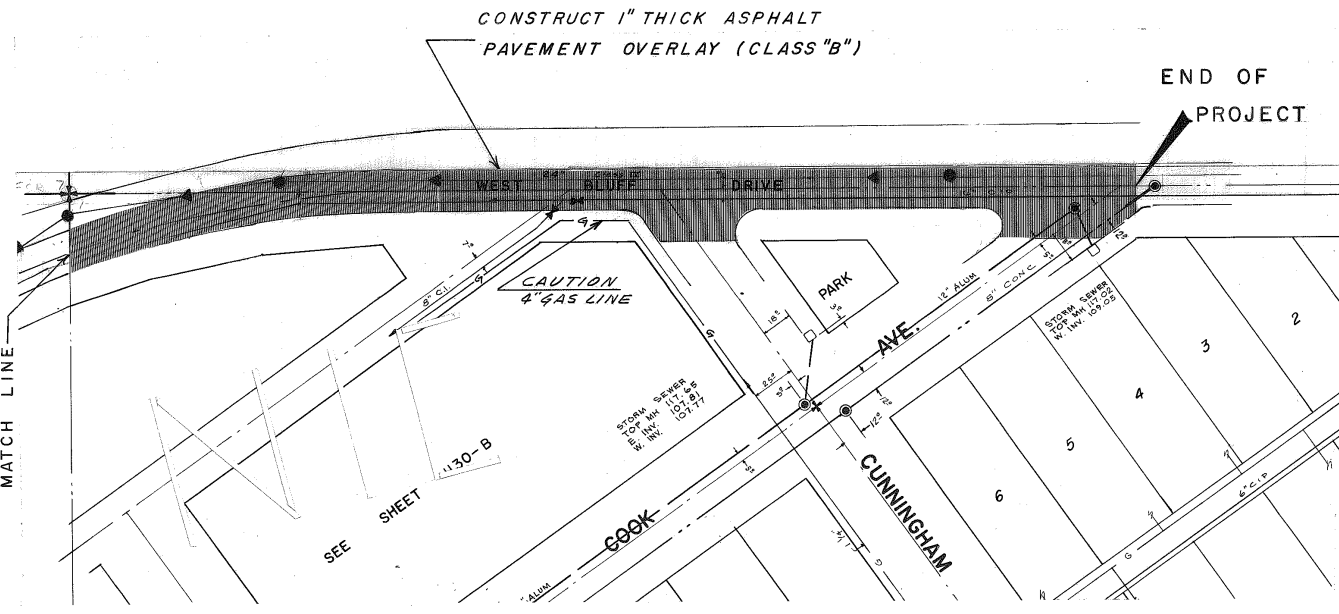 CONSTRUCT 1" THICK ASPHALT
PAVEMENT OVERLAY (CLASS "B")
END OF
PROJECT
WEST BLUFF DRIVE
CAUTION
4" GAS LINE
8" C.I.
G
G
G
PARK
12" ALUM
8" CONC
STORM SEWER
TOP MH 117.02
W. INV. 109.05
STORM SEWER
TOP MH 117.65
E. INV. 107.81
W. INV. 107.77
COOK AVE.
CUNNINGHAM
MATCH LINE
SEE SHEET 1130-B
2
3
4
5
6
6" C.I.P
G
G
ALUM